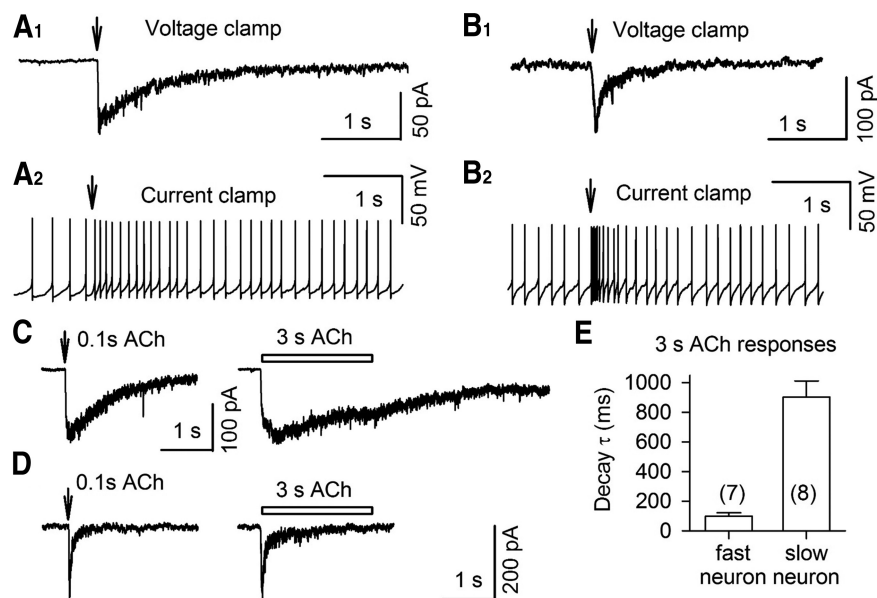 A1
Voltage clamp
1 s
50 pA
B1
Voltage clamp
1 s
100 pA
A2
Current clamp
1 s
50 mV
B2
Current clamp
1 s
50 mV
C
0.1s ACh
3 s ACh
1 s
100 pA
D
0.1s ACh
3 s ACh
1 s
200 pA
E
3 s ACh responses
Decay τ (ms)
1000
800
600
400
200
0
(7)
(8)
fast
neuron
slow
neuron